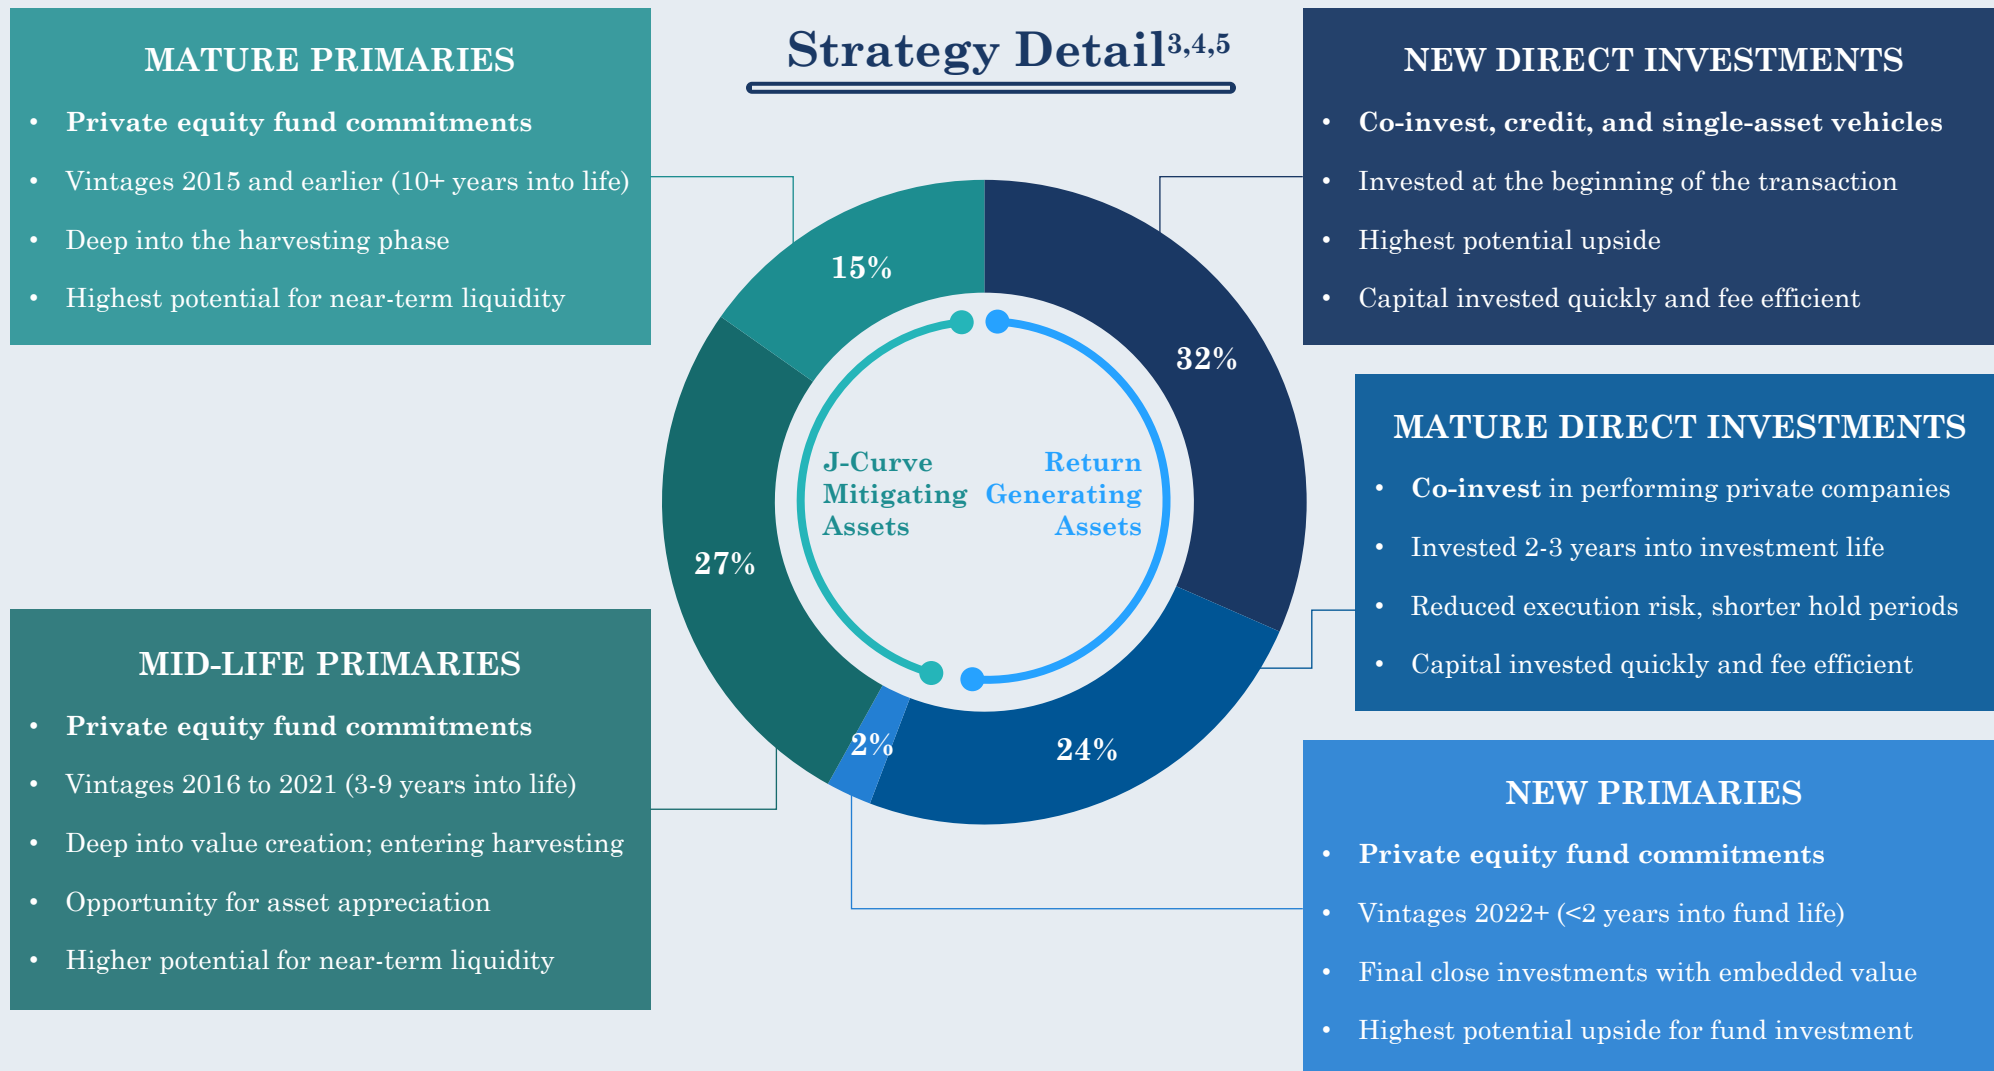 Strategy Detail3,4,5
MATURE PRIMARIES
• Private equity fund commitments
• Vintages 2015 and earlier (10+ years into life)
• Deep into the harvesting phase
• Highest potential for near-term liquidity
MID-LIFE PRIMARIES
• Private equity fund commitments
• Vintages 2016 to 2021 (3-9 years into life)
• Deep into value creation; entering harvesting
• Opportunity for asset appreciation
• Higher potential for near-term liquidity
15%
32%
27%
2%
24%
J-Curve
Mitigating
Assets
Return
Generating
Assets
NEW DIRECT INVESTMENTS
• Co-invest, credit, and single-asset vehicles
• Invested at the beginning of the transaction
• Highest potential upside
• Capital invested quickly and fee efficient
MATURE DIRECT INVESTMENTS
• Co-invest in performing private companies
• Invested 2-3 years into investment life
• Reduced execution risk, shorter hold periods
• Capital invested quickly and fee efficient
NEW PRIMARIES
• Private equity fund commitments
• Vintages 2022+ (<2 years into fund life)
• Final close investments with embedded value
• Highest potential upside for fund investment